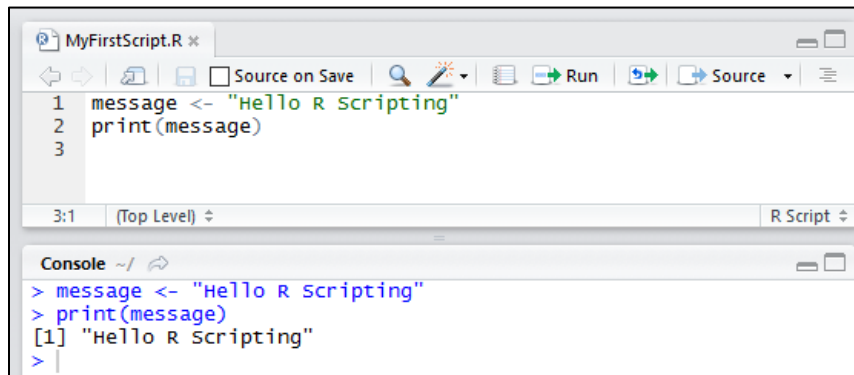 MyFirstScript.R
Source on Save Run Source
1 message <- "Hello R Scripting"
2 print(message)
3
3:1 (Top Level) R Script
Console ~/
> message <- "Hello R Scripting"
> print(message)
[1] "Hello R Scripting"
>